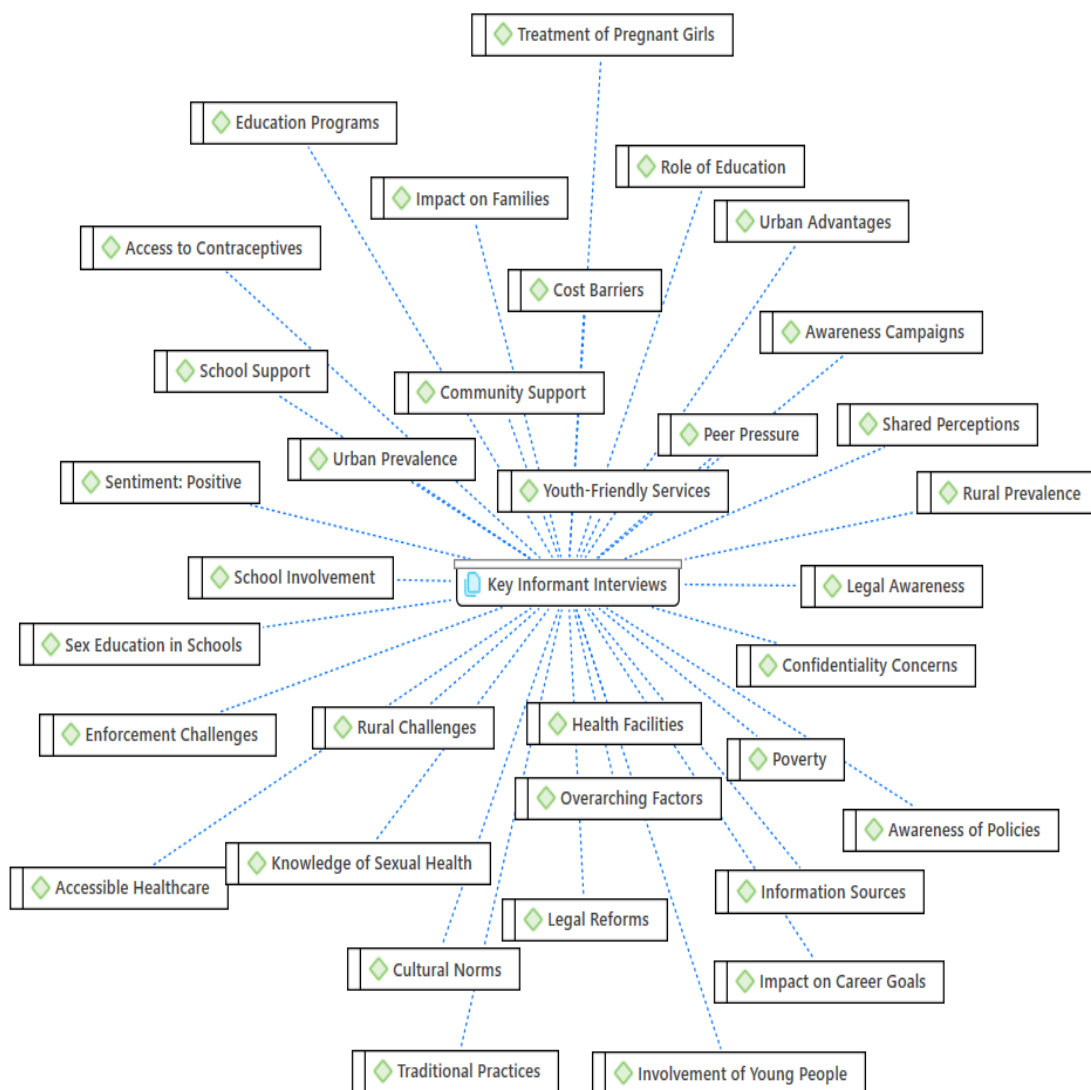 Treatment of Pregnant Girls
Education Programs
Role of Education
Impact on Families
Urban Advantages
Access to Contraceptives
Cost Barriers
Awareness Campaigns
School Support
Community Support
Shared Perceptions
Peer Pressure
Urban Prevalence
Sentiment: Positive
Youth-Friendly Services
Rural Prevalence
School Involvement
Key Informant Interviews
Legal Awareness
Sex Education in Schools
Confidentiality Concerns
Enforcement Challenges
Rural Challenges
Health Facilities
Poverty
Overarching Factors
Awareness of Policies
Knowledge of Sexual Health
Accessible Healthcare
Information Sources
Legal Reforms
Cultural Norms
Impact on Career Goals
Traditional Practices
Involvement of Young People